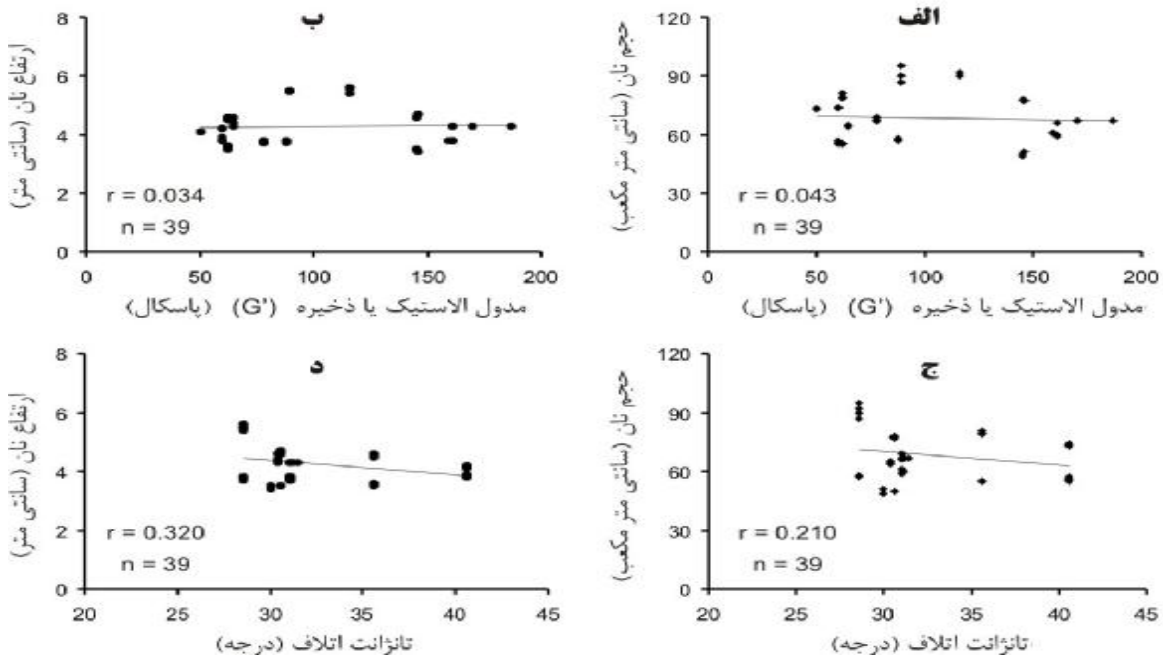 الف
حجم نان (سانتی متر مکعب)
120
90
60
30
0
r = 0.043
n = 39
0 50 100 150 200
مدول الاستیک یا ذخیره (G') (پاسکال)
ب
ارتفاع نان (سانتی متر)
8
6
4
2
0
r = 0.034
n = 39
0 50 100 150 200
مدول الاستیک یا ذخیره (G') (پاسکال)
ج
حجم نان (سانتی متر مکعب)
120
90
60
30
0
r = 0.210
n = 39
20 25 30 35 40 45
تانژانت اتلاف (درجه)
د
ارتفاع نان (سانتی متر)
8
6
4
2
0
r = 0.320
n = 39
20 25 30 35 40 45
تانژانت اتلاف (درجه)